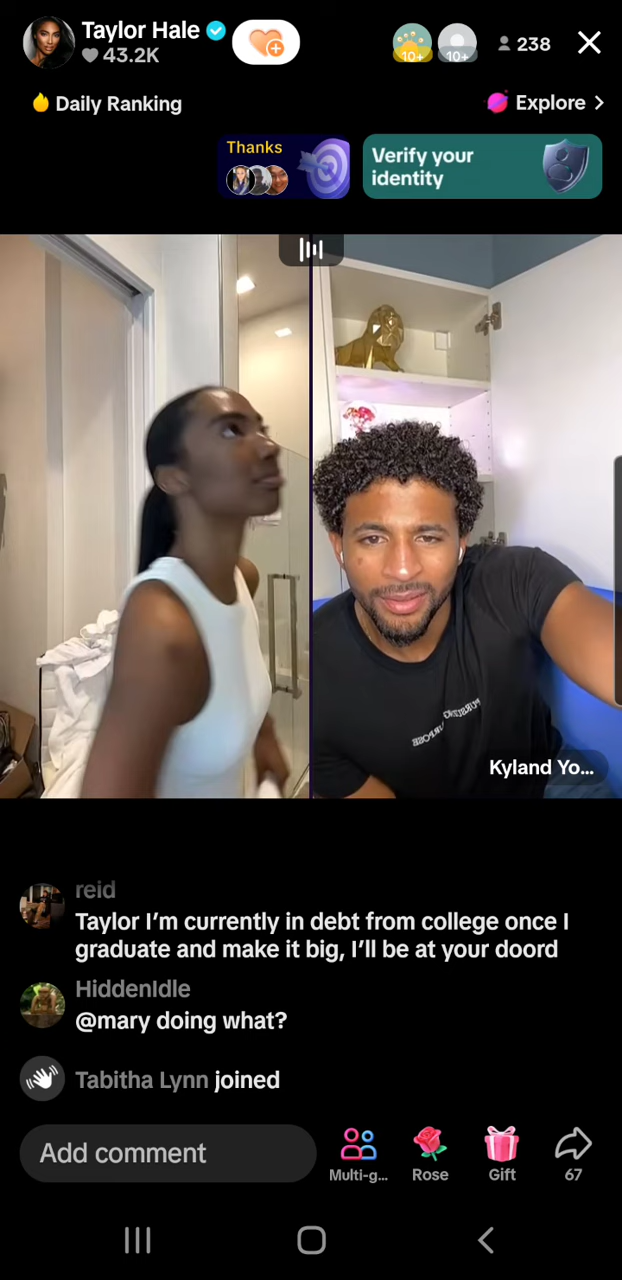 Taylor Hale
43.2K
10+
10+
238
Daily Ranking
Explore
Thanks
Verify your
identity
Kyland Yo...
reid
Taylor I'm currently in debt from college once I
graduate and make it big, I'll be at your doord
HiddenIdle
@mary doing what?
Tabitha Lynn joined
Add comment
Multi-g...
Rose
Gift
67